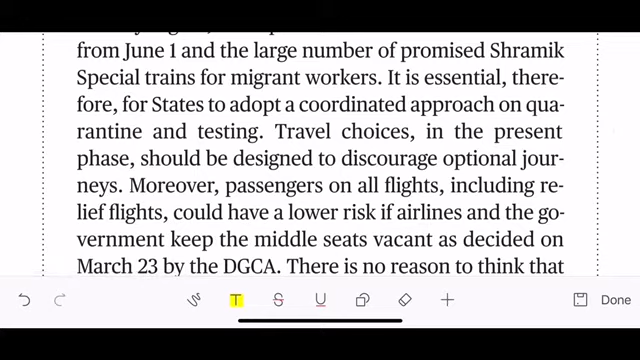 from June 1 and the large number of promised Shramik
Special trains for migrant workers. It is essential, there-
fore, for States to adopt a coordinated approach on qua-
rantine and testing. Travel choices, in the present
phase, should be designed to discourage optional jour-
neys. Moreover, passengers on all flights, including re-
lief flights, could have a lower risk if airlines and the go-
vernment keep the middle seats vacant as decided on
March 23 by the DGCA. There is no reason to think that
T S U Done